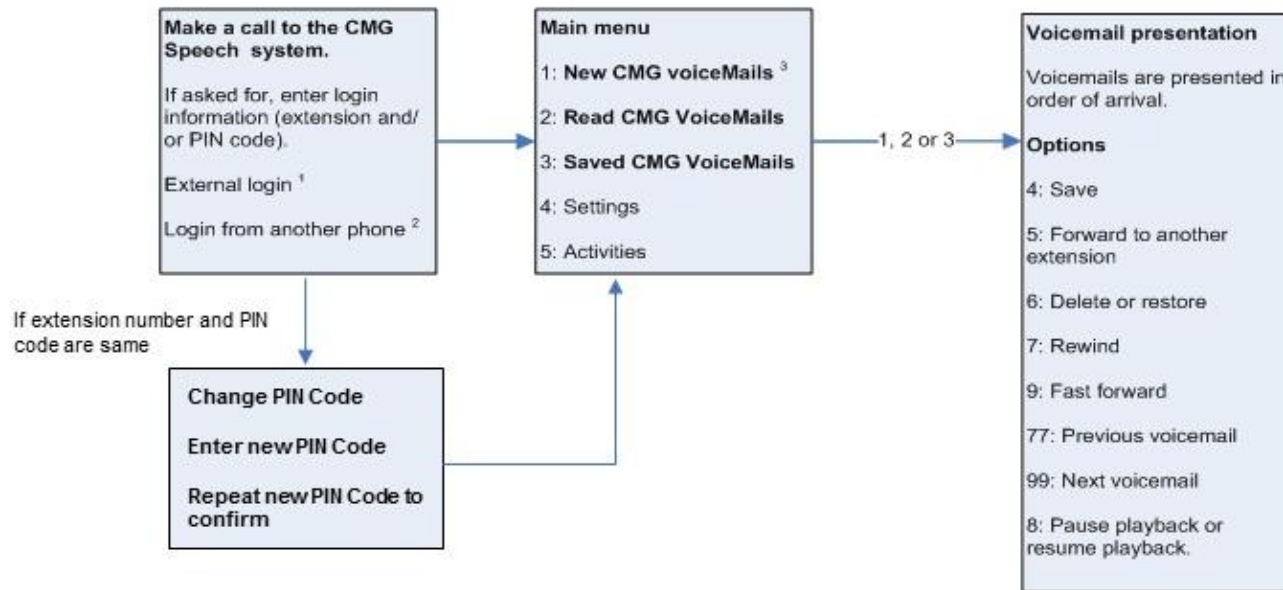 Make a call to the CMG
Speech system.
If asked for, enter login
information (extension and/
or PIN code).
External login 1
Login from another phone 2
If extension number and PIN
code are same
Change PIN Code
Enter new PIN Code
Repeat new PIN Code to
confirm
Main menu
1: New CMG voiceMails 3
2: Read CMG VoiceMails
3: Saved CMG VoiceMails
4: Settings
5: Activities
1, 2 or 3
Voicemail presentation
Voicemails are presented in
order of arrival.
Options
4: Save
5: Forward to another
extension
6: Delete or restore
7: Rewind
9: Fast forward
77: Previous voicemail
99: Next voicemail
8: Pause playback or
resume playback.